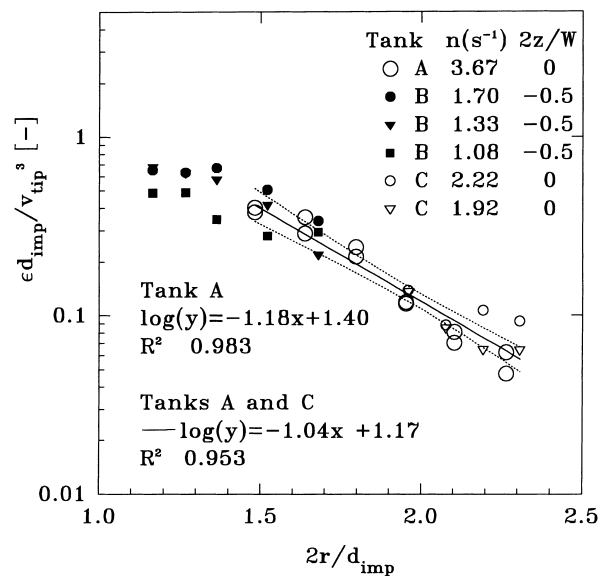 Tank n(s⁻¹) 2z/W
A 3.67 0
B 1.70 −0.5
B 1.33 −0.5
B 1.08 −0.5
C 2.22 0
C 1.92 0
ϵd_imp/v_tip³ [−]
1
0.1
0.01
Tank A
log(y)=−1.18x+1.40
R² 0.983
Tanks A and C
log(y)=−1.04x +1.17
R² 0.953
1.0 1.5 2.0 2.5
2r/d_imp